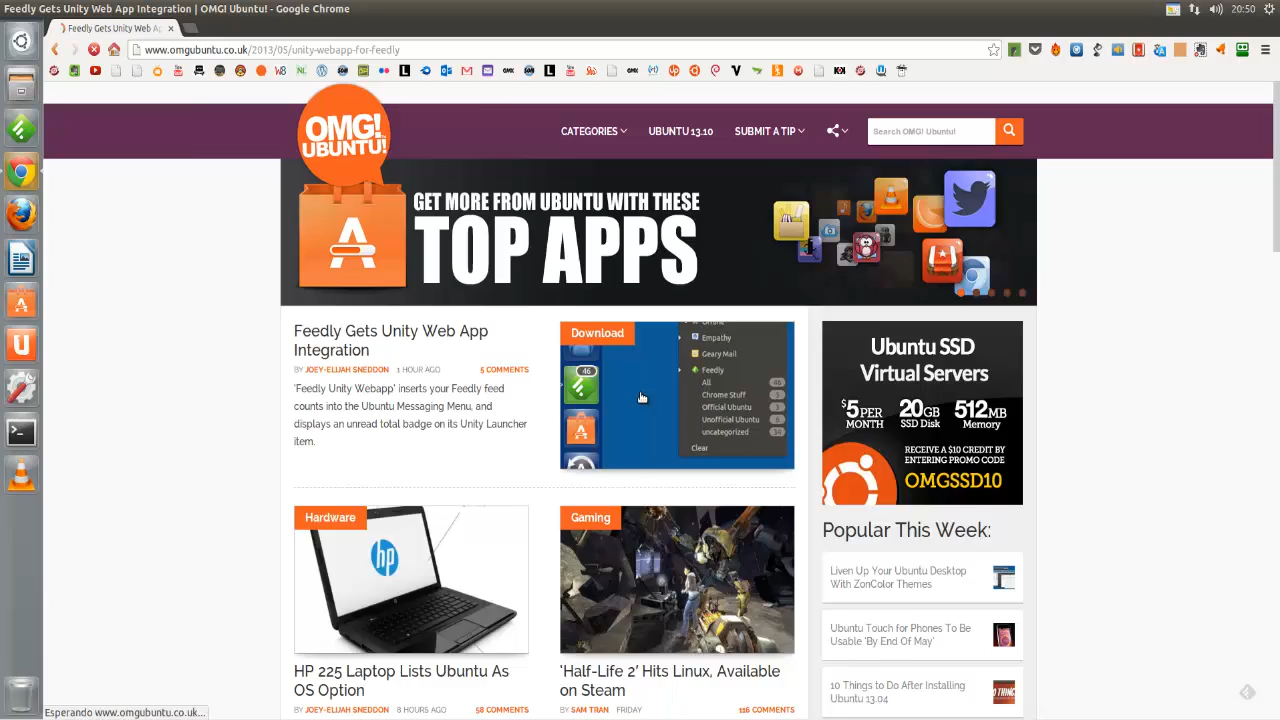 Feedly Gets Unity Web App Integration | OMG! Ubuntu! - Google Chrome
20:50
Feedly Gets Unity Web Ap
www.omgubuntu.co.uk/2013/05/unity-webapp-for-feedly
OMG!
UBUNTU!
CATEGORIES
UBUNTU 13.10
SUBMIT A TIP
Search OMG! Ubuntu!
GET MORE FROM UBUNTU WITH THESE
TOP APPS
Feedly Gets Unity Web App
Integration
BY JOEY-ELIJAH SNEDDON 1 HOUR AGO 5 COMMENTS
'Feedly Unity Webapp' inserts your Feedly feed
counts into the Ubuntu Messaging Menu, and
displays an unread total badge on its Unity Launcher
item.
Download
46
Empathy
Geary Mail
Feedly
All 46
Chrome Stuff 3
Official Ubuntu 3
Unofficial Ubuntu 6
uncategorized 34
Clear
Ubuntu SSD
Virtual Servers
$5 PER MONTH
20GB SSD Disk
512MB Memory
RECEIVE A $10 CREDIT BY
ENTERING PROMO CODE
OMGSSD10
Hardware
hp
HP 225 Laptop Lists Ubuntu As
OS Option
BY JOEY-ELIJAH SNEDDON 8 HOURS AGO 58 COMMENTS
Gaming
'Half-Life 2' Hits Linux, Available
on Steam
BY SAM TRAN FRIDAY 116 COMMENTS
Popular This Week:
Liven Up Your Ubuntu Desktop
With ZonColor Themes
Ubuntu Touch for Phones To Be
Usable 'By End Of May'
10 Things to Do After Installing
Ubuntu 13.04
Esperando www.omgubuntu.co.uk...